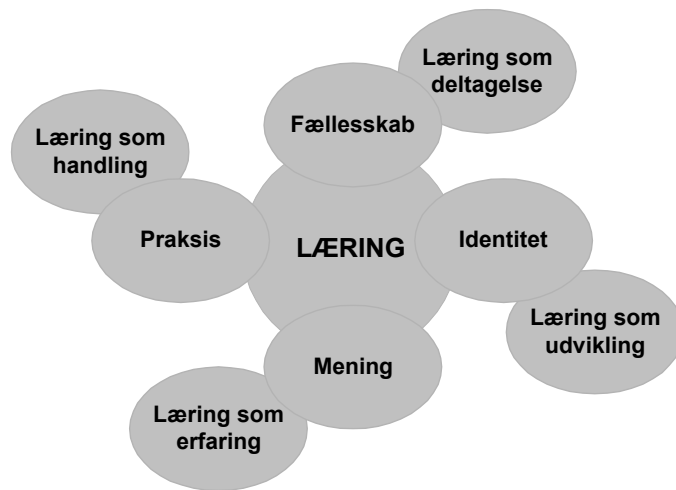 Læring som
deltagelse
Fællesskab
Læring som
handling
Praksis
LÆRING
Identitet
Læring som
udvikling
Mening
Læring som
erfaring